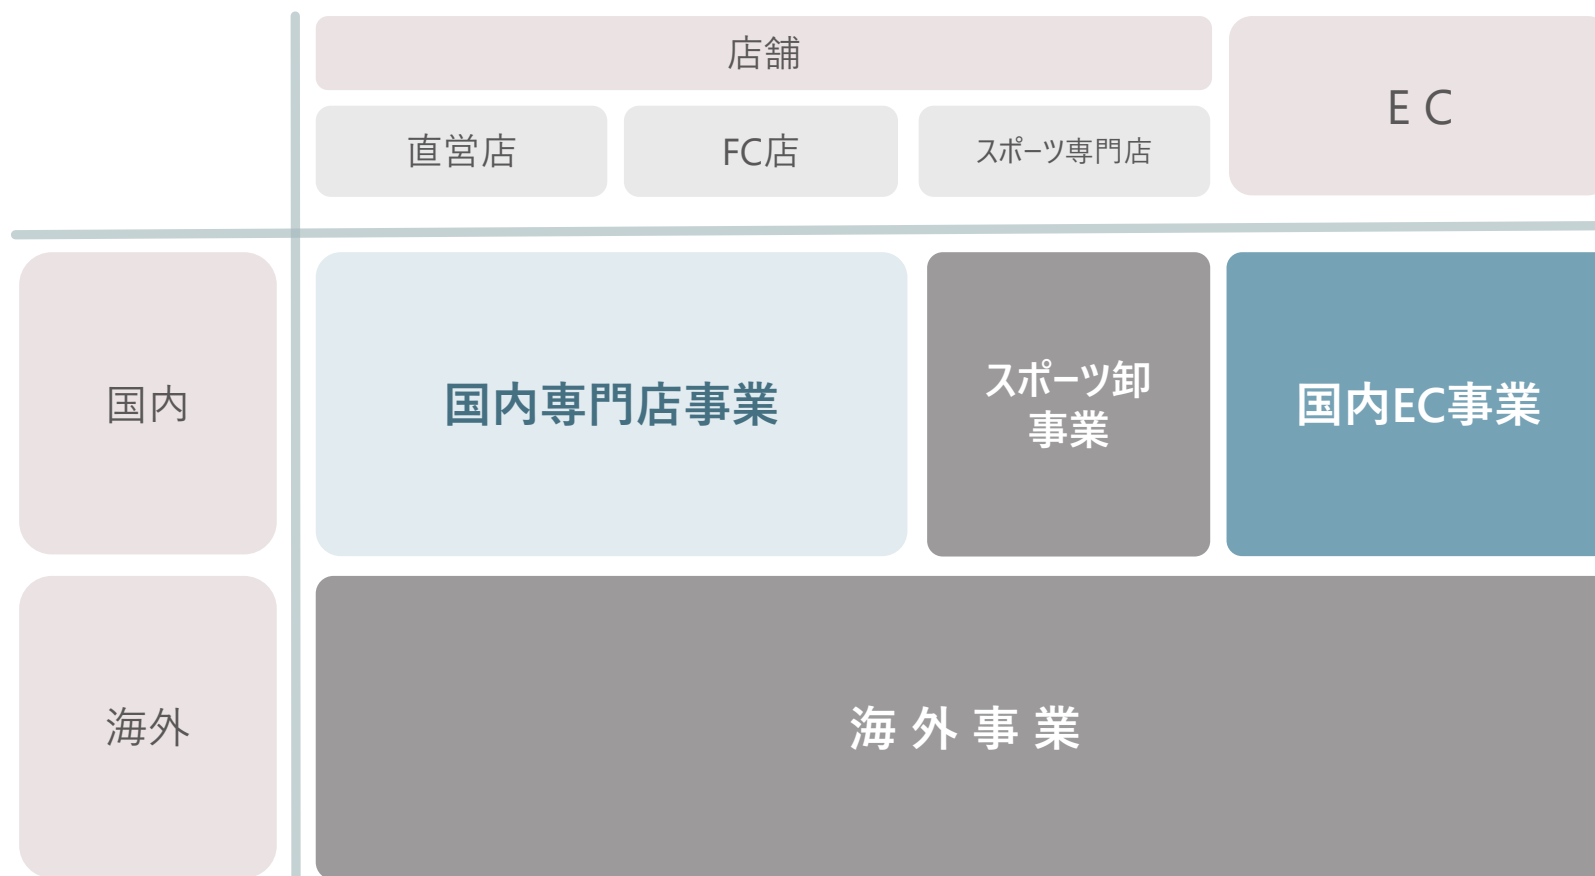 店舗
EC
直営店
FC店
スポーツ専門店
国内
国内専門店事業
スポーツ卸
事業
国内EC事業
海外
海外事業